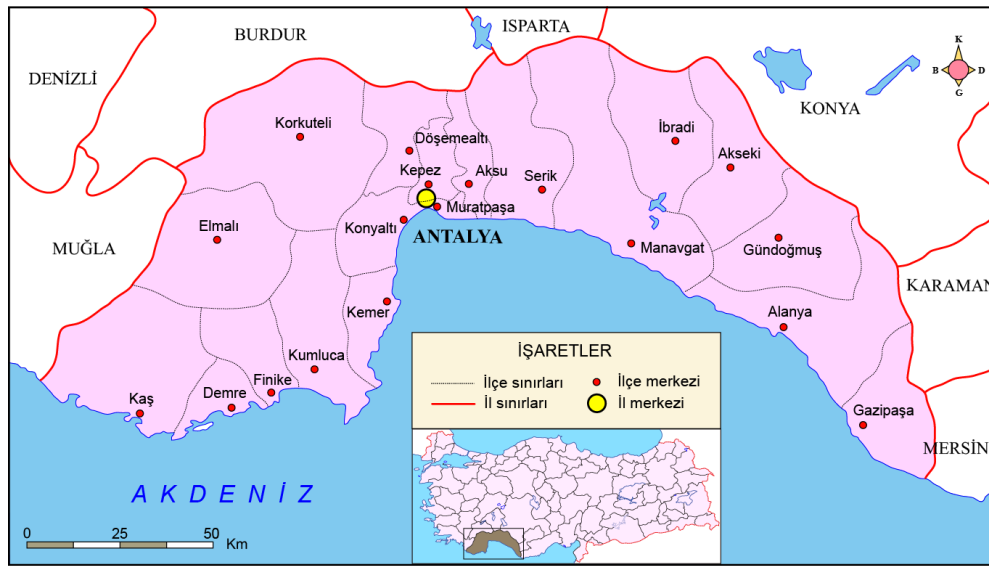 ISPARTA
BURDUR
DENİZLİ
KONYA
K
B
D
G
Korkuteli
Döşemealtı
İbradi
Akseki
Kepez
Aksu
Serik
Muratpaşa
Elmalı
Konyaltı
ANTALYA
Manavgat
Gündoğmuş
MUĞLA
KARAMAN
Kemer
Alanya
Kumluca
Finike
Demre
Kaş
Gazipaşa
MERSİN
İŞARETLER
İlçe sınırları
İlçe merkezi
İl sınırları
İl merkezi
AKDENİZ
0 25 50
Km